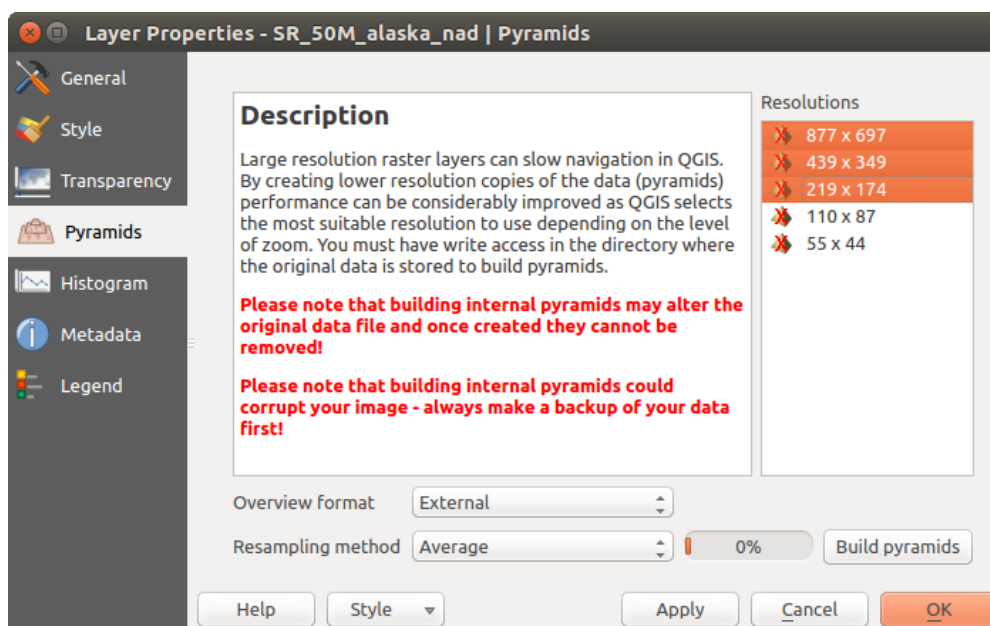 Layer Properties - SR_50M_alaska_nad | Pyramids
General
Style
Transparency
Pyramids
Histogram
Metadata
Legend
Description
Large resolution raster layers can slow navigation in QGIS.
By creating lower resolution copies of the data (pyramids)
performance can be considerably improved as QGIS selects
the most suitable resolution to use depending on the level
of zoom. You must have write access in the directory where
the original data is stored to build pyramids.
Please note that building internal pyramids may alter the
original data file and once created they cannot be
removed!
Please note that building internal pyramids could
corrupt your image - always make a backup of your data
first!
Resolutions
877 x 697
439 x 349
219 x 174
110 x 87
55 x 44
Overview format External
Resampling method Average 0% Build pyramids
Help Style Apply Cancel OK